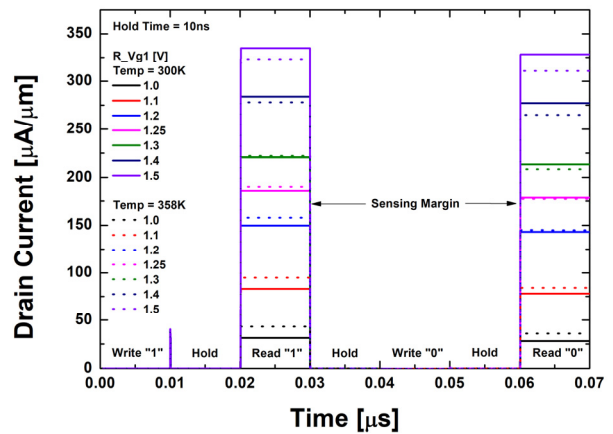 Hold Time = 10ns
R_Vg1 [V]
Temp = 300K
1.0
1.1
1.2
1.25
1.3
1.4
1.5
Temp = 358K
1.0
1.1
1.2
1.25
1.3
1.4
1.5
Sensing Margin
Write "1"
Hold
Read "1"
Hold
Write "0"
Hold
Read "0"
Drain Current [μA/μm]
350
300
250
200
150
100
50
0
0.00
0.01
0.02
0.03
0.04
0.05
0.06
0.07
Time [μs]